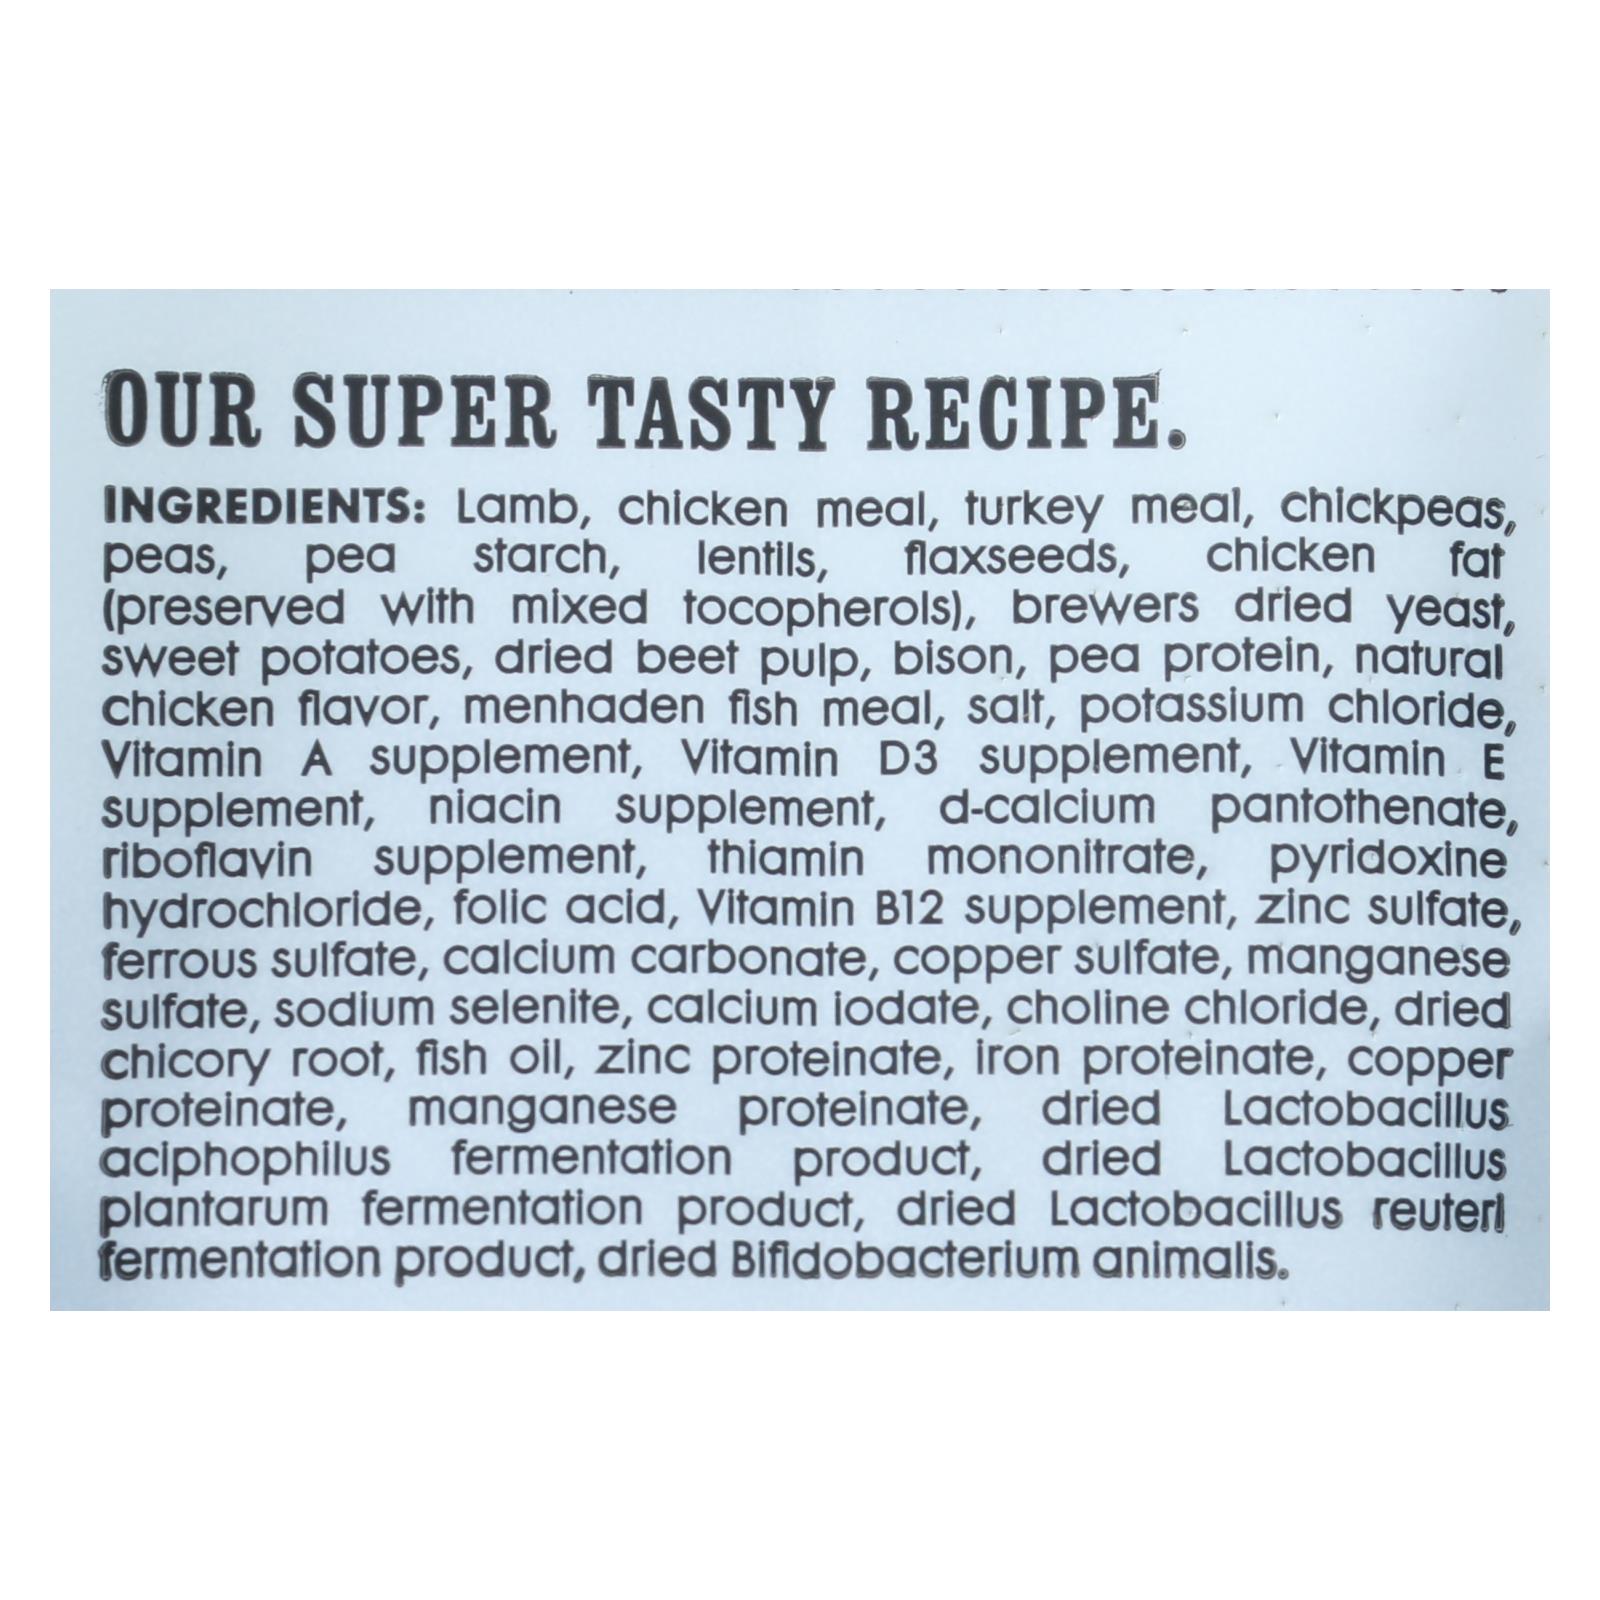 OUR SUPER TASTY RECIPE.
INGREDIENTS: Lamb, chicken meal, turkey meal, chickpeas,
peas, pea starch, lentils, flaxseeds, chicken fat
(preserved with mixed tocopherols), brewers dried yeast,
sweet potatoes, dried beet pulp, bison, pea protein, natural
chicken flavor, menhaden fish meal, salt, potassium chloride,
Vitamin A supplement, Vitamin D3 supplement, Vitamin E
supplement, niacin supplement, d-calcium pantothenate,
riboflavin supplement, thiamin mononitrate, pyridoxine
hydrochloride, folic acid, Vitamin B12 supplement, zinc sulfate,
ferrous sulfate, calcium carbonate, copper sulfate, manganese
sulfate, sodium selenite, calcium iodate, choline chloride, dried
chicory root, fish oil, zinc proteinate, iron proteinate, copper
proteinate, manganese proteinate, dried Lactobacillus
aciphophilus fermentation product, dried Lactobacillus
plantarum fermentation product, dried Lactobacillus reuteri
fermentation product, dried Bifidobacterium animalis.